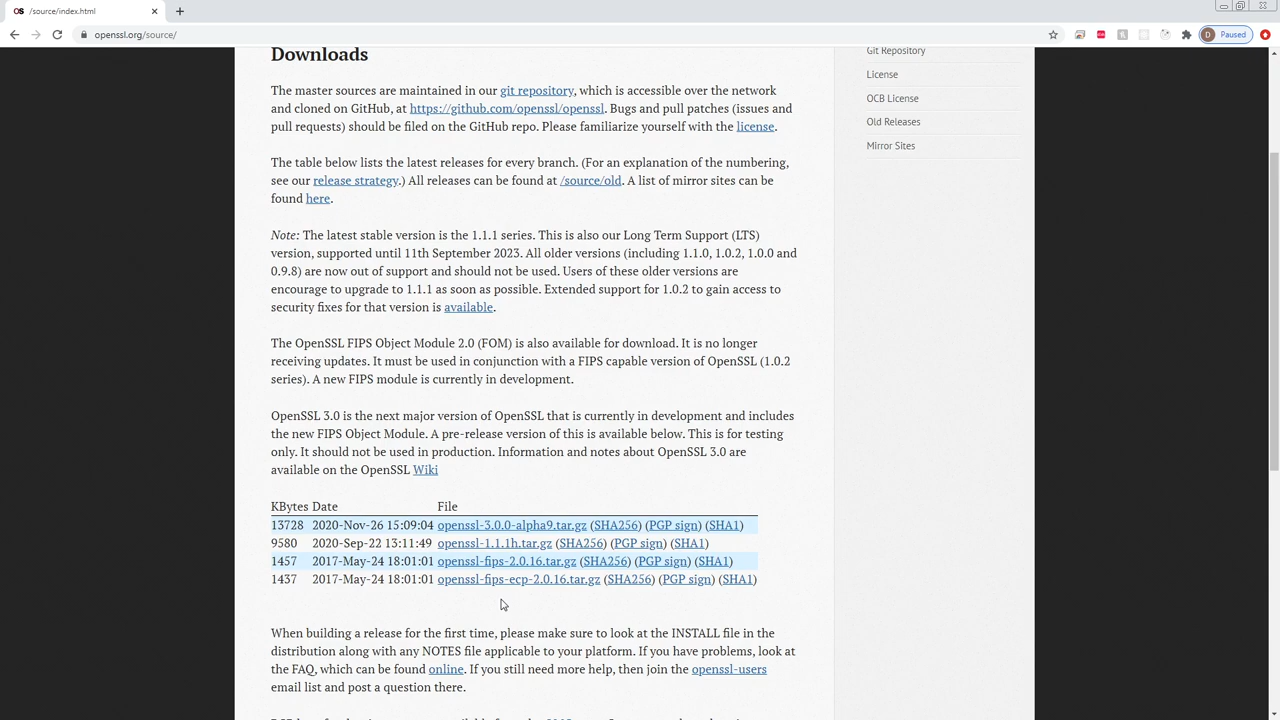 /source/index.html
openssl.org/source/
D Paused
Downloads
Git Repository
License
OCB License
Old Releases
Mirror Sites
The master sources are maintained in our git repository, which is accessible over the network
and cloned on GitHub, at https://github.com/openssl/openssl. Bugs and pull patches (issues and
pull requests) should be filed on the GitHub repo. Please familiarize yourself with the license.
The table below lists the latest releases for every branch. (For an explanation of the numbering,
see our release strategy.) All releases can be found at /source/old. A list of mirror sites can be
found here.
Note: The latest stable version is the 1.1.1 series. This is also our Long Term Support (LTS)
version, supported until 11th September 2023. All older versions (including 1.1.0, 1.0.2, 1.0.0 and
0.9.8) are now out of support and should not be used. Users of these older versions are
encourage to upgrade to 1.1.1 as soon as possible. Extended support for 1.0.2 to gain access to
security fixes for that version is available.
The OpenSSL FIPS Object Module 2.0 (FOM) is also available for download. It is no longer
receiving updates. It must be used in conjunction with a FIPS capable version of OpenSSL (1.0.2
series). A new FIPS module is currently in development.
OpenSSL 3.0 is the next major version of OpenSSL that is currently in development and includes
the new FIPS Object Module. A pre-release version of this is available below. This is for testing
only. It should not be used in production. Information and notes about OpenSSL 3.0 are
available on the OpenSSL Wiki
KBytes Date File
13728 2020-Nov-26 15:09:04 openssl-3.0.0-alpha9.tar.gz (SHA256) (PGP sign) (SHA1)
9580 2020-Sep-22 13:11:49 openssl-1.1.1h.tar.gz (SHA256) (PGP sign) (SHA1)
1457 2017-May-24 18:01:01 openssl-fips-2.0.16.tar.gz (SHA256) (PGP sign) (SHA1)
1437 2017-May-24 18:01:01 openssl-fips-ecp-2.0.16.tar.gz (SHA256) (PGP sign) (SHA1)
When building a release for the first time, please make sure to look at the INSTALL file in the
distribution along with any NOTES file applicable to your platform. If you have problems, look at
the FAQ, which can be found online. If you still need more help, then join the openssl-users
email list and post a question there.